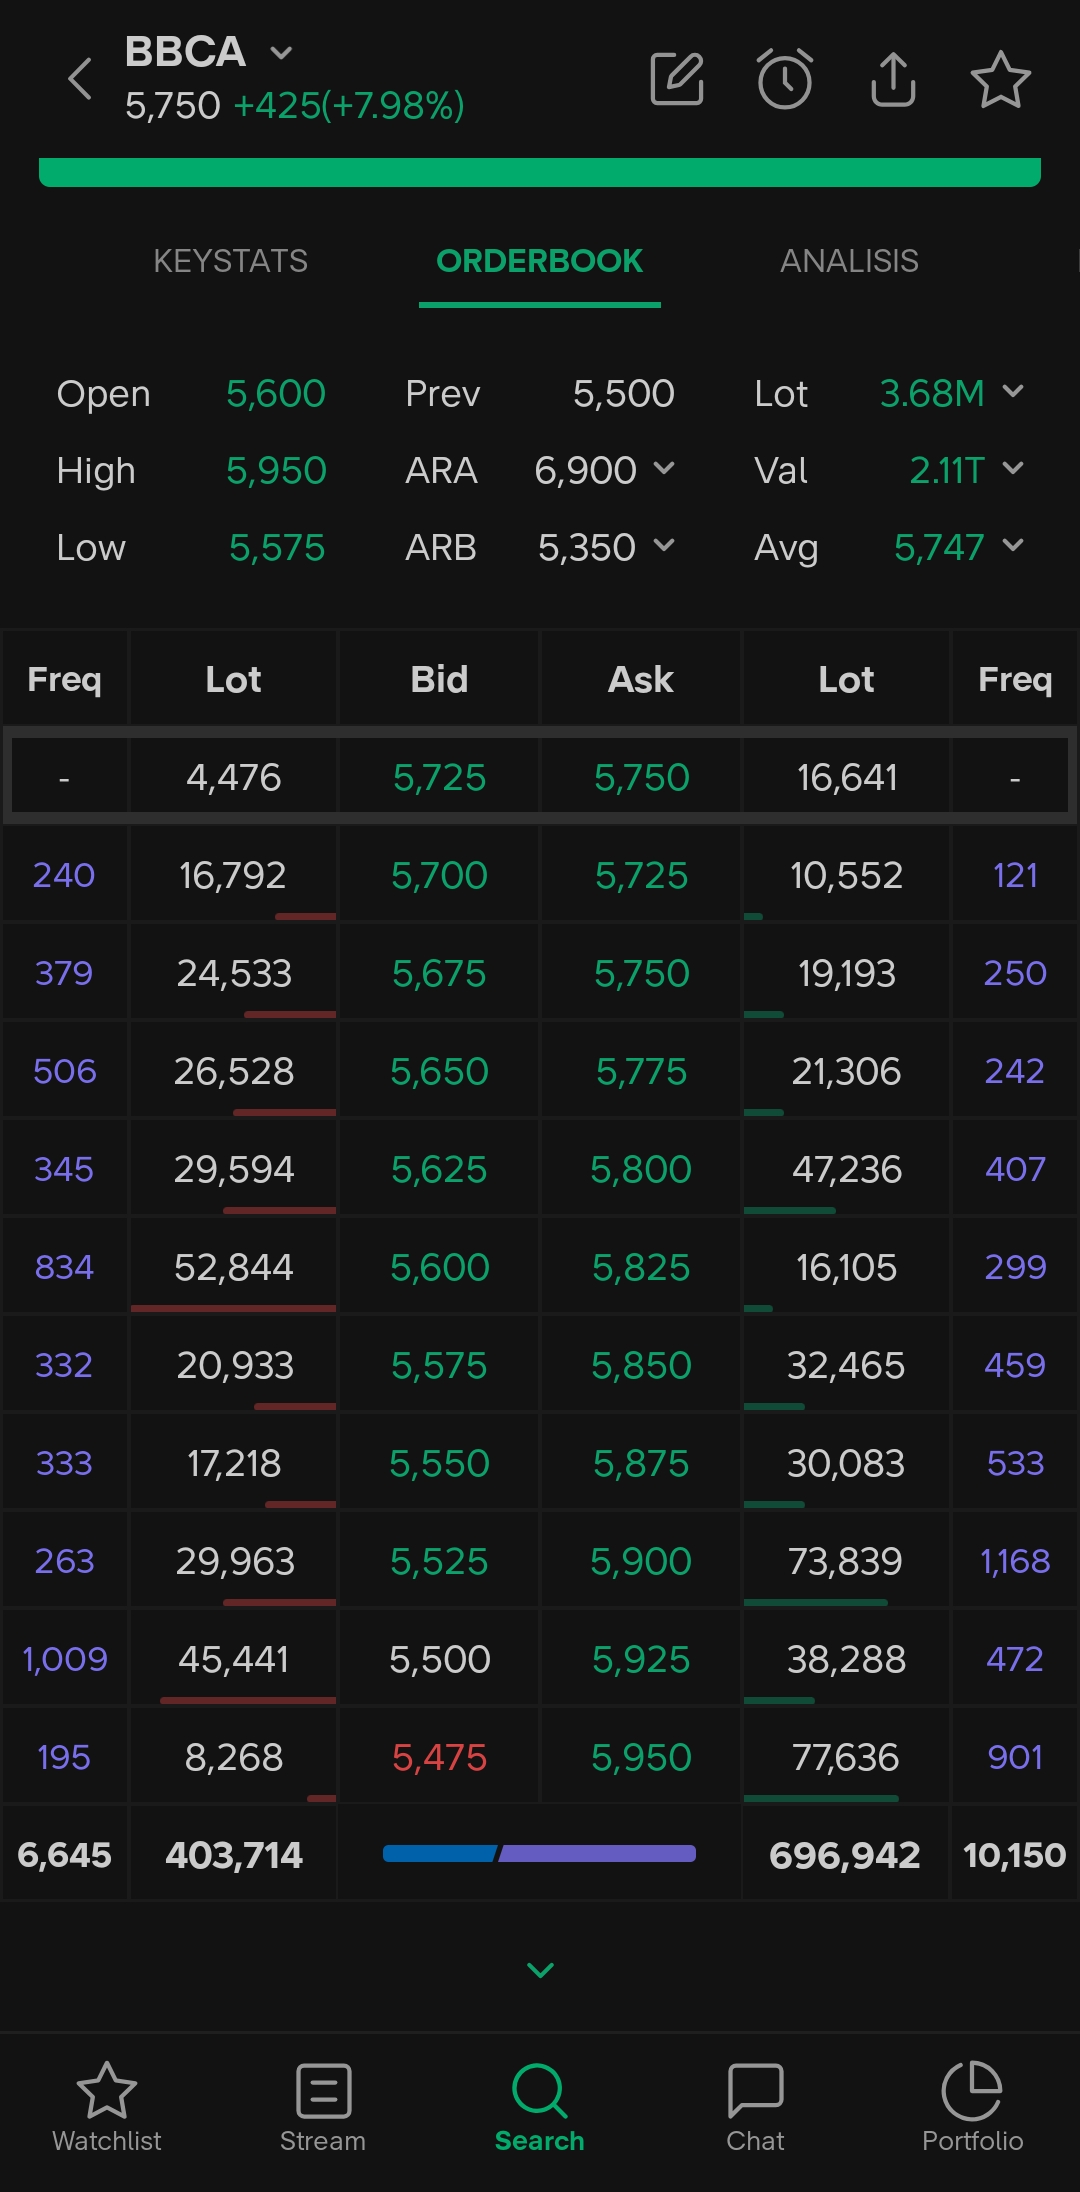 BBCA
5,750 +425(+7.98%)
KEYSTATS ORDERBOOK ANALISIS
Open 5,600 Prev 5,500 Lot 3.68M
High 5,950 ARA 6,900 Val 2.11T
Low 5,575 ARB 5,350 Avg 5,747
Freq Lot Bid Ask Lot Freq
- 4,476 5,725 5,750 16,641 -
240 16,792 5,700 5,725 10,552 121
379 24,533 5,675 5,750 19,193 250
506 26,528 5,650 5,775 21,306 242
345 29,594 5,625 5,800 47,236 407
834 52,844 5,600 5,825 16,105 299
332 20,933 5,575 5,850 32,465 459
333 17,218 5,550 5,875 30,083 533
263 29,963 5,525 5,900 73,839 1,168
1,009 45,441 5,500 5,925 38,288 472
195 8,268 5,475 5,950 77,636 901
6,645 403,714 696,942 10,150
Watchlist Stream Search Chat Portfolio